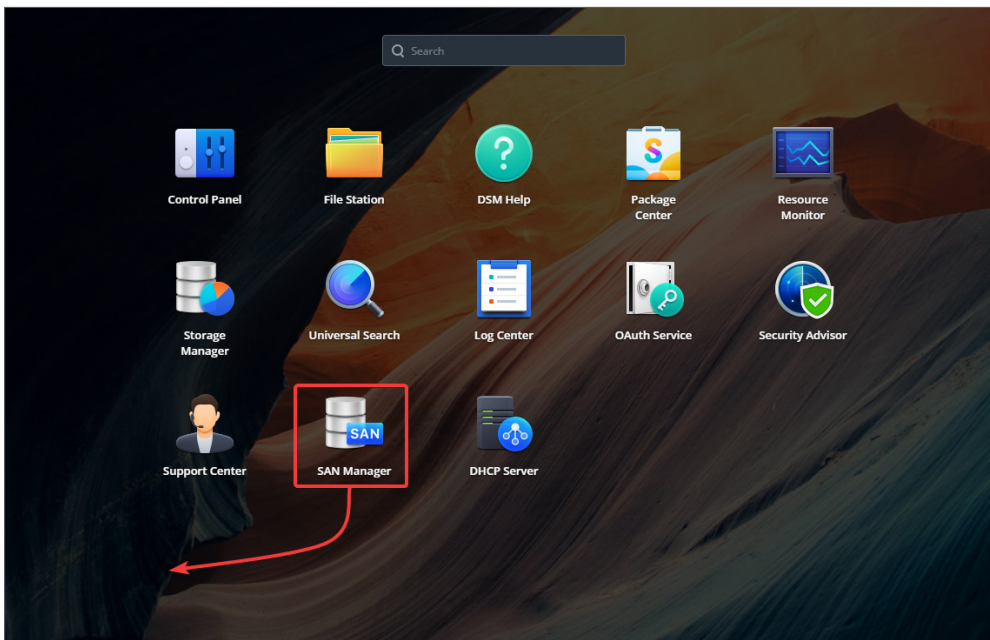 Search
Control Panel
File Station
DSM Help
Package
Center
Resource
Monitor
Storage
Manager
Universal Search
Log Center
OAuth Service
Security Advisor
Support Center
SAN
SAN Manager
DHCP Server